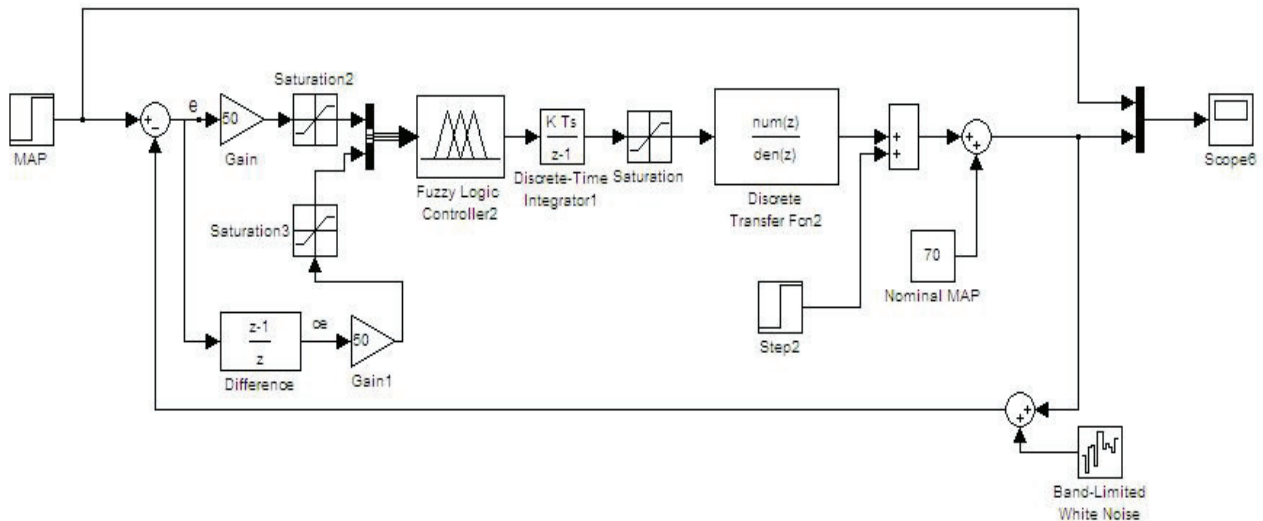 MAP
+
-
e
50
Gain
Saturation2
Saturation3
z-1
z
Difference
ce
50
Gain1
Fuzzy Logic
Controller2
K Ts
z-1
Discrete-Time
Integrator1
Saturation
num(z)
den(z)
Discrete
Transfer Fcn2
+
+
Step2
+
+
70
Nominal MAP
Scope6
+
+
Band-Limited
White Noise